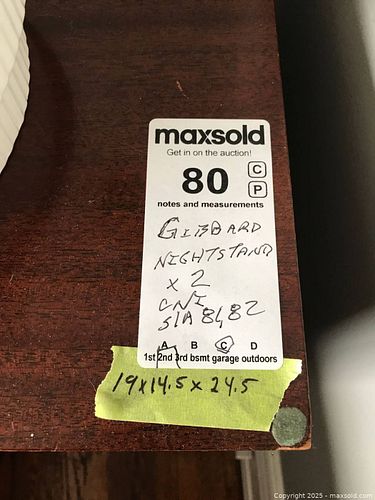 maxsold
Get in on the auction!
80 C
P
notes and measurements
GIBBARD
NIGHTSTAND
x 2
CNI
S/A 8482
A B C D
1st 2nd 3rd bsmt garage outdoors
19x14.5x24.5
Copyright 2025 - maxsold.com